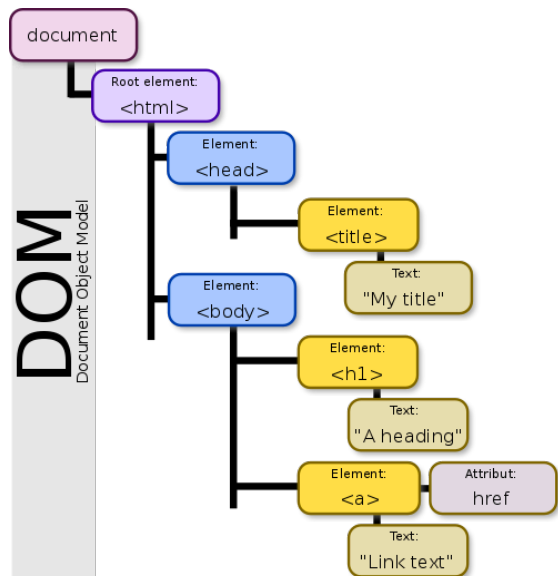 document
Root element:
<html>
Element:
<head>
Element:
<title>
Text:
"My title"
Element:
<body>
Element:
<h1>
Text:
"A heading"
Element:
<a>
Attribut:
href
Text:
"Link text"
DOM
Document Object Model